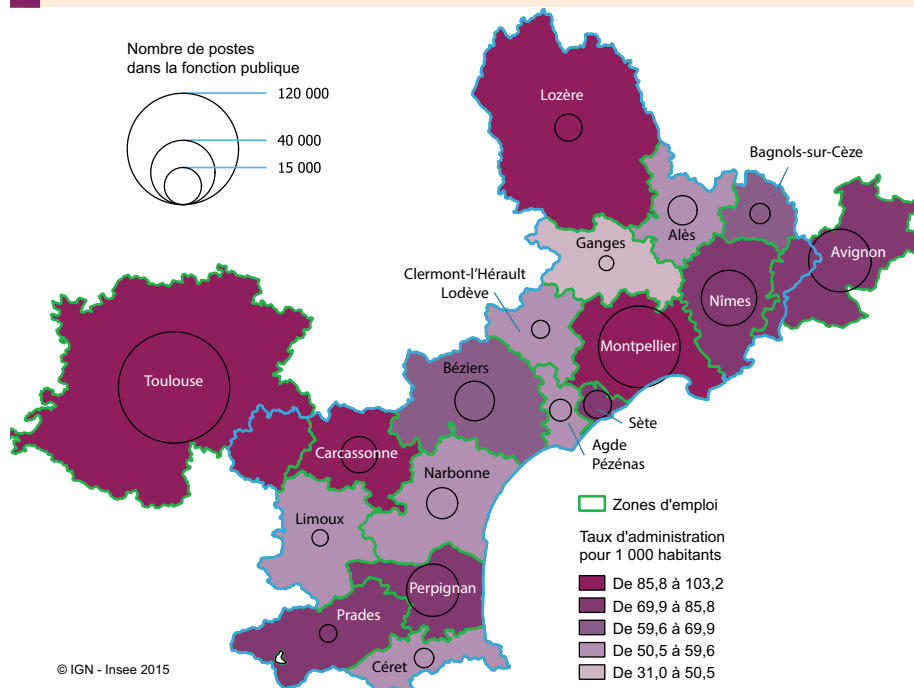 Nombre de postes
dans la fonction publique
120 000
40 000
15 000
Lozère
Bagnols-sur-Cèze
Alès
Ganges
Avignon
Clermont-l'Hérault
Lodève
Nîmes
Montpellier
Béziers
Toulouse
Sète
Agde
Pézénas
Carcassonne
Narbonne
Limoux
Perpignan
Prades
Céret
Zones d'emploi
Taux d'administration
pour 1 000 habitants
De 85,8 à 103,2
De 69,9 à 85,8
De 59,6 à 69,9
De 50,5 à 59,6
De 31,0 à 50,5
© IGN - Insee 2015